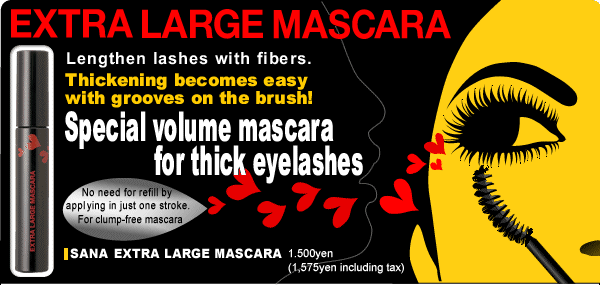 EXTRA LARGE MASCARA
Lengthen lashes with fibers.
Thickening becomes easy
with grooves on the brush!
Special volume mascara
for thick eyelashes
No need for refill by
applying in just one stroke.
For clump-free mascara
EXTRA LARGE MASCARA
SANA EXTRA LARGE MASCARA 1.500yen
(1,575yen including tax)